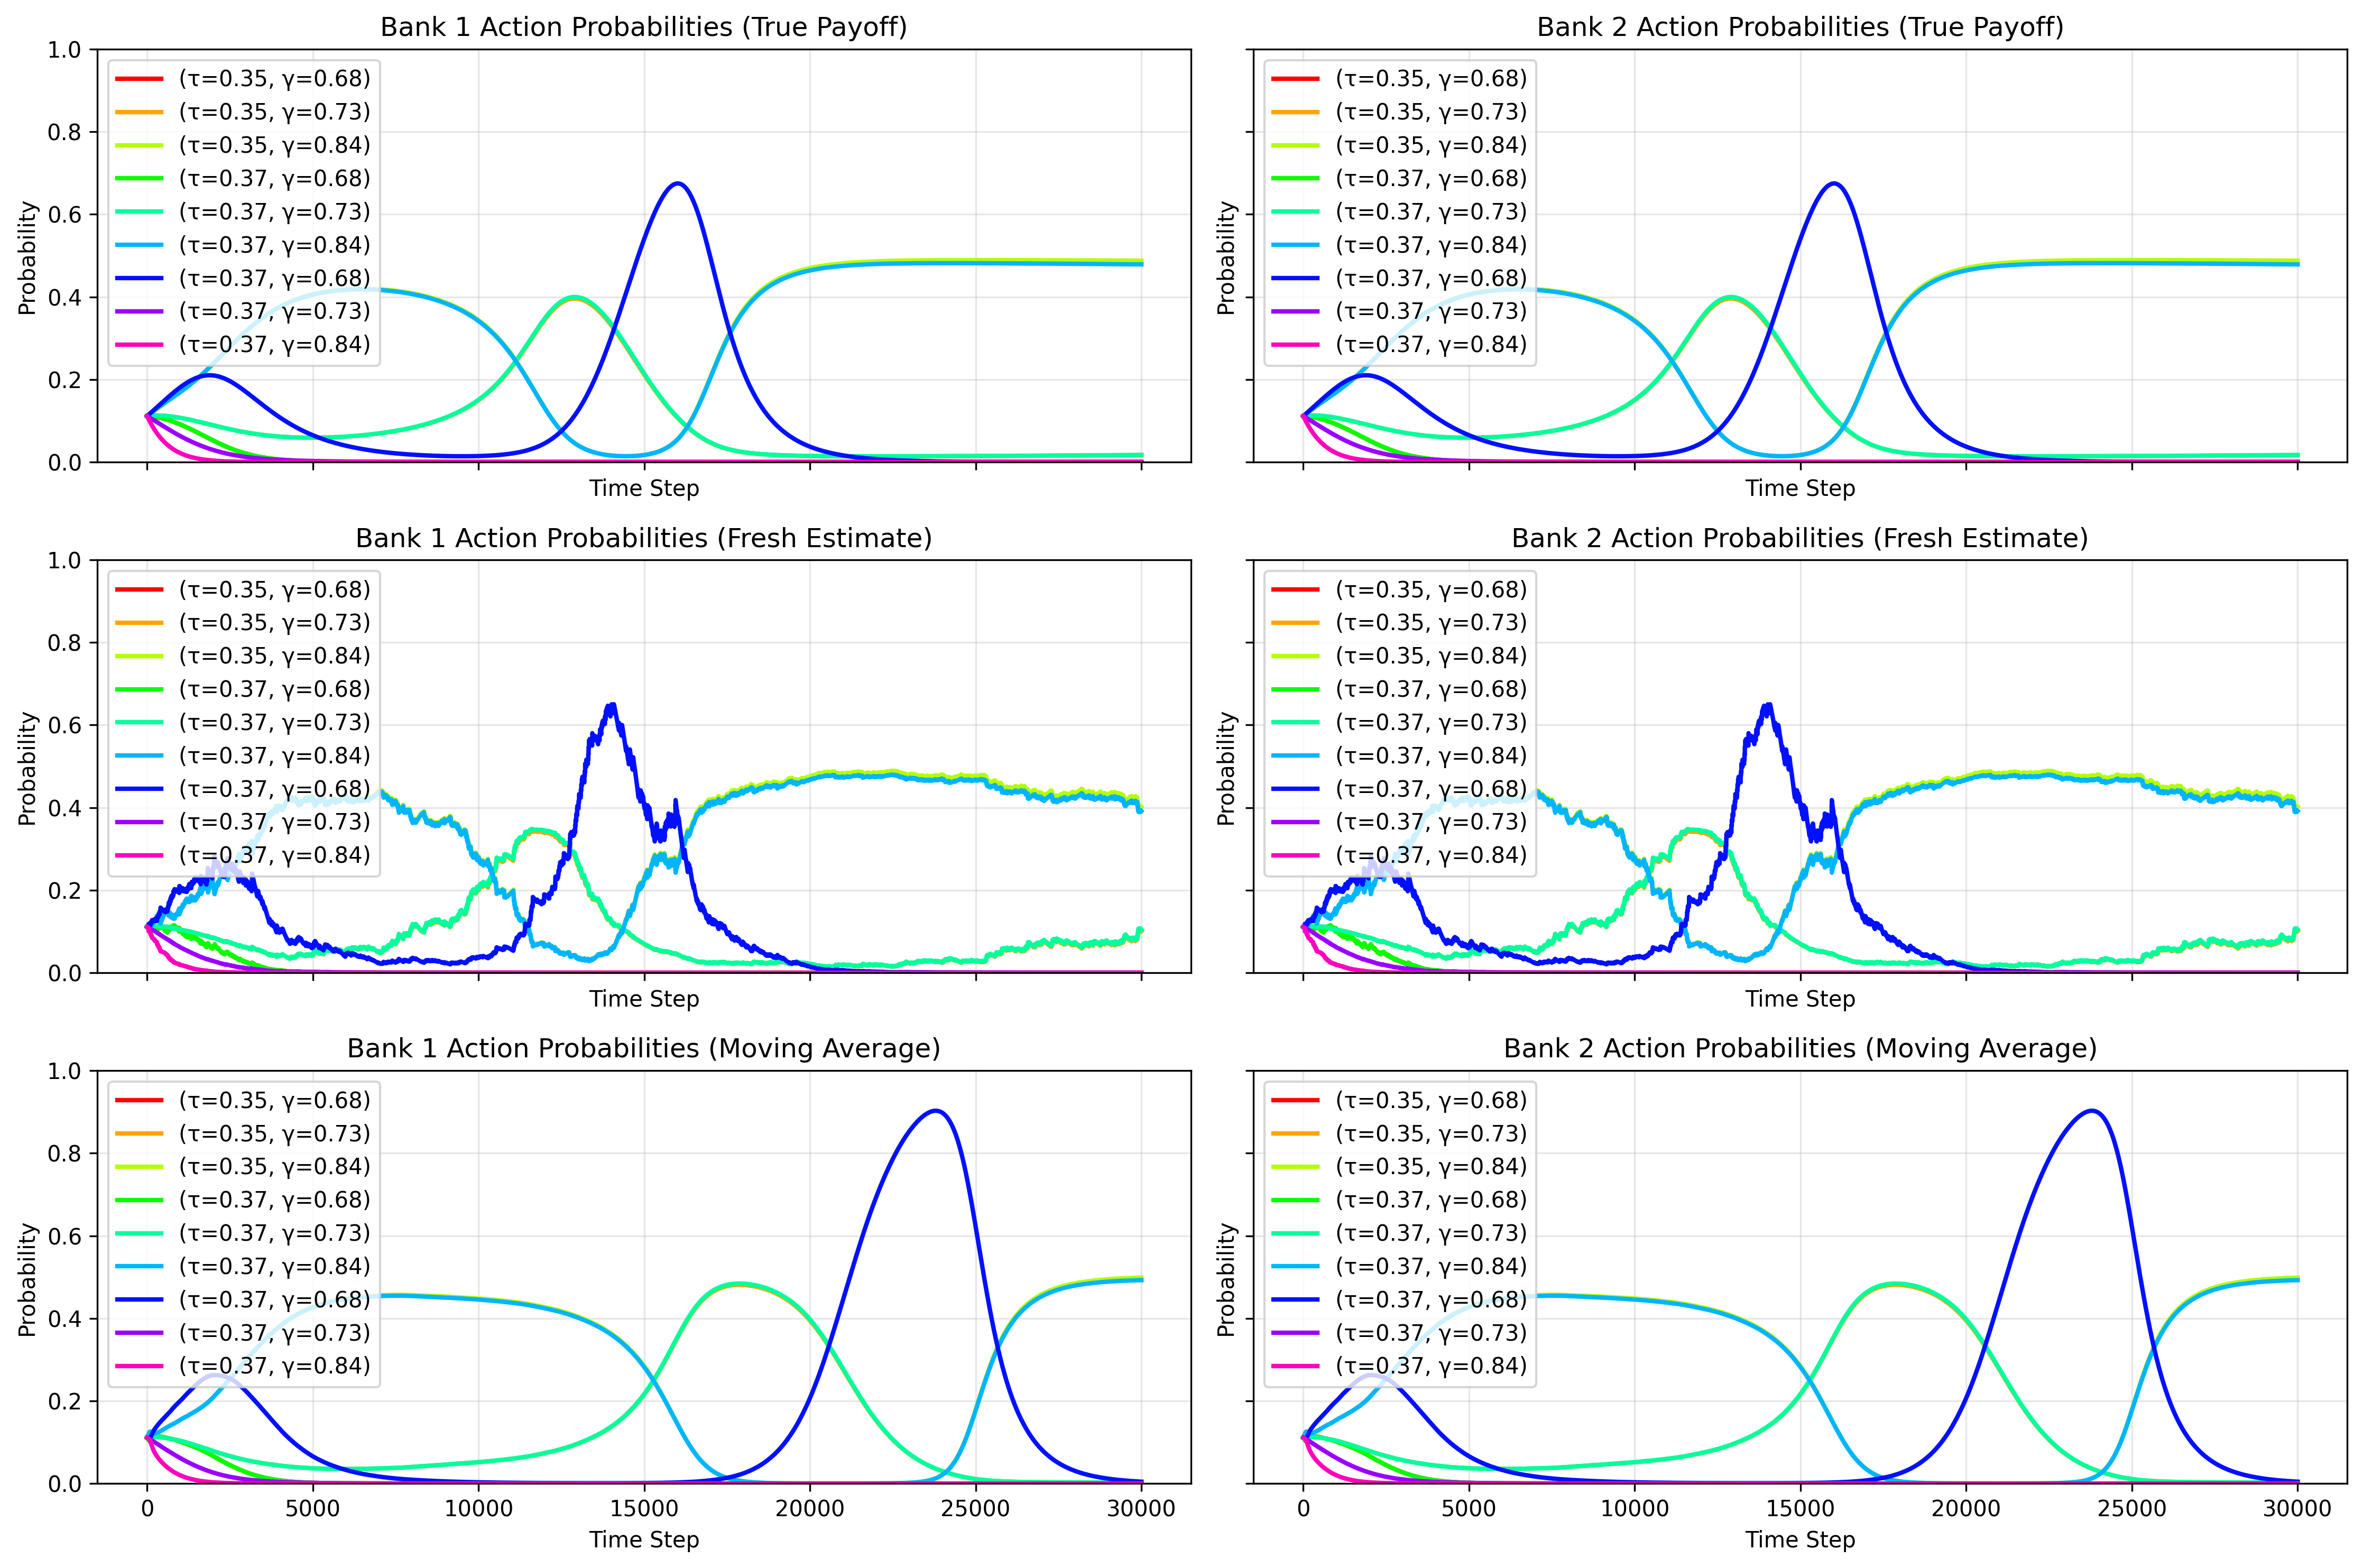 Bank 1 Action Probabilities (True Payoff)
Probability
1.0
0.8
0.6
0.4
0.2
0.0
(τ=0.35, γ=0.68)
(τ=0.35, γ=0.73)
(τ=0.35, γ=0.84)
(τ=0.37, γ=0.68)
(τ=0.37, γ=0.73)
(τ=0.37, γ=0.84)
(τ=0.37, γ=0.68)
(τ=0.37, γ=0.73)
(τ=0.37, γ=0.84)
Time Step
Bank 2 Action Probabilities (True Payoff)
Probability
(τ=0.35, γ=0.68)
(τ=0.35, γ=0.73)
(τ=0.35, γ=0.84)
(τ=0.37, γ=0.68)
(τ=0.37, γ=0.73)
(τ=0.37, γ=0.84)
(τ=0.37, γ=0.68)
(τ=0.37, γ=0.73)
(τ=0.37, γ=0.84)
Time Step
Bank 1 Action Probabilities (Fresh Estimate)
Probability
1.0
0.8
0.6
0.4
0.2
0.0
(τ=0.35, γ=0.68)
(τ=0.35, γ=0.73)
(τ=0.35, γ=0.84)
(τ=0.37, γ=0.68)
(τ=0.37, γ=0.73)
(τ=0.37, γ=0.84)
(τ=0.37, γ=0.68)
(τ=0.37, γ=0.73)
(τ=0.37, γ=0.84)
Time Step
Bank 2 Action Probabilities (Fresh Estimate)
Probability
(τ=0.35, γ=0.68)
(τ=0.35, γ=0.73)
(τ=0.35, γ=0.84)
(τ=0.37, γ=0.68)
(τ=0.37, γ=0.73)
(τ=0.37, γ=0.84)
(τ=0.37, γ=0.68)
(τ=0.37, γ=0.73)
(τ=0.37, γ=0.84)
Time Step
Bank 1 Action Probabilities (Moving Average)
Probability
1.0
0.8
0.6
0.4
0.2
0.0
(τ=0.35, γ=0.68)
(τ=0.35, γ=0.73)
(τ=0.35, γ=0.84)
(τ=0.37, γ=0.68)
(τ=0.37, γ=0.73)
(τ=0.37, γ=0.84)
(τ=0.37, γ=0.68)
(τ=0.37, γ=0.73)
(τ=0.37, γ=0.84)
0 5000 10000 15000 20000 25000 30000
Time Step
Bank 2 Action Probabilities (Moving Average)
Probability
(τ=0.35, γ=0.68)
(τ=0.35, γ=0.73)
(τ=0.35, γ=0.84)
(τ=0.37, γ=0.68)
(τ=0.37, γ=0.73)
(τ=0.37, γ=0.84)
(τ=0.37, γ=0.68)
(τ=0.37, γ=0.73)
(τ=0.37, γ=0.84)
0 5000 10000 15000 20000 25000 30000
Time Step